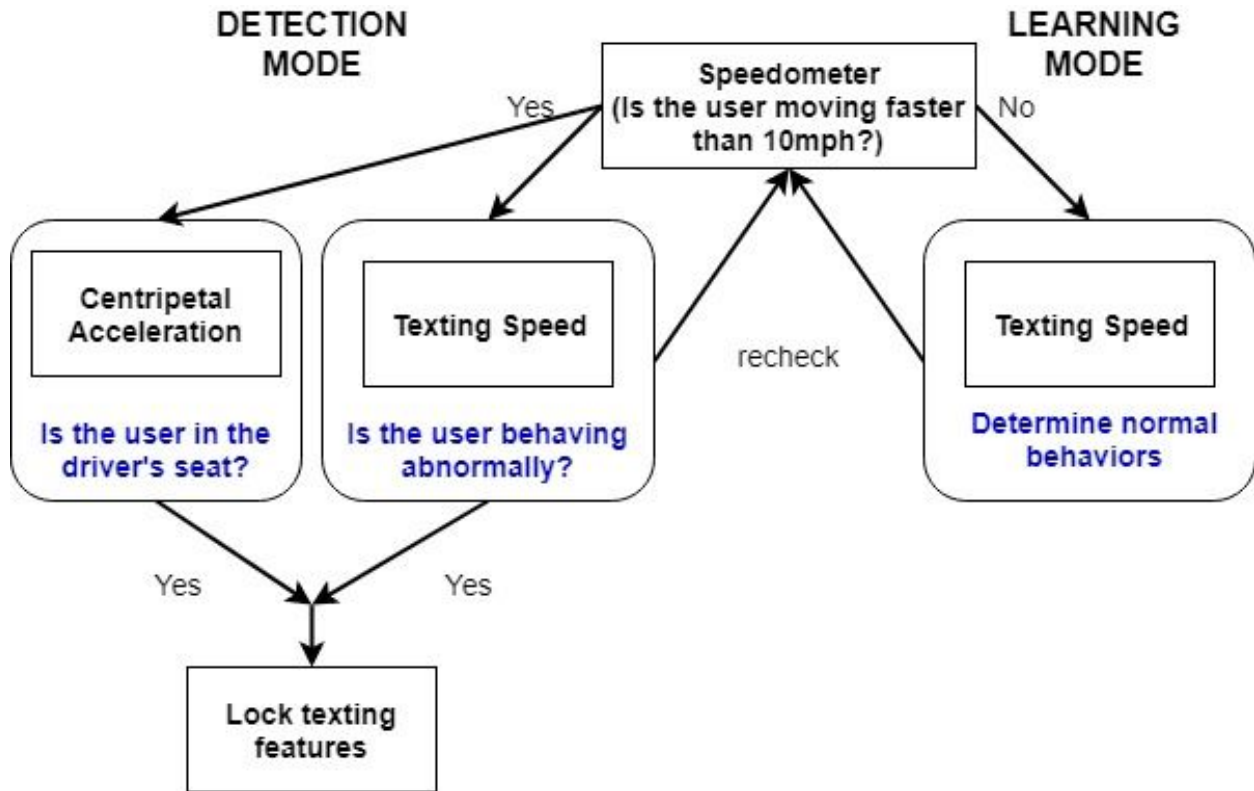 DETECTION
MODE
LEARNING
MODE
Speedometer
(Is the user moving faster
than 10mph?)
Yes
No
Centripetal
Acceleration
Is the user in the
driver's seat?
Texting Speed
Is the user behaving
abnormally?
recheck
Texting Speed
Determine normal
behaviors
Yes
Yes
Lock texting
features